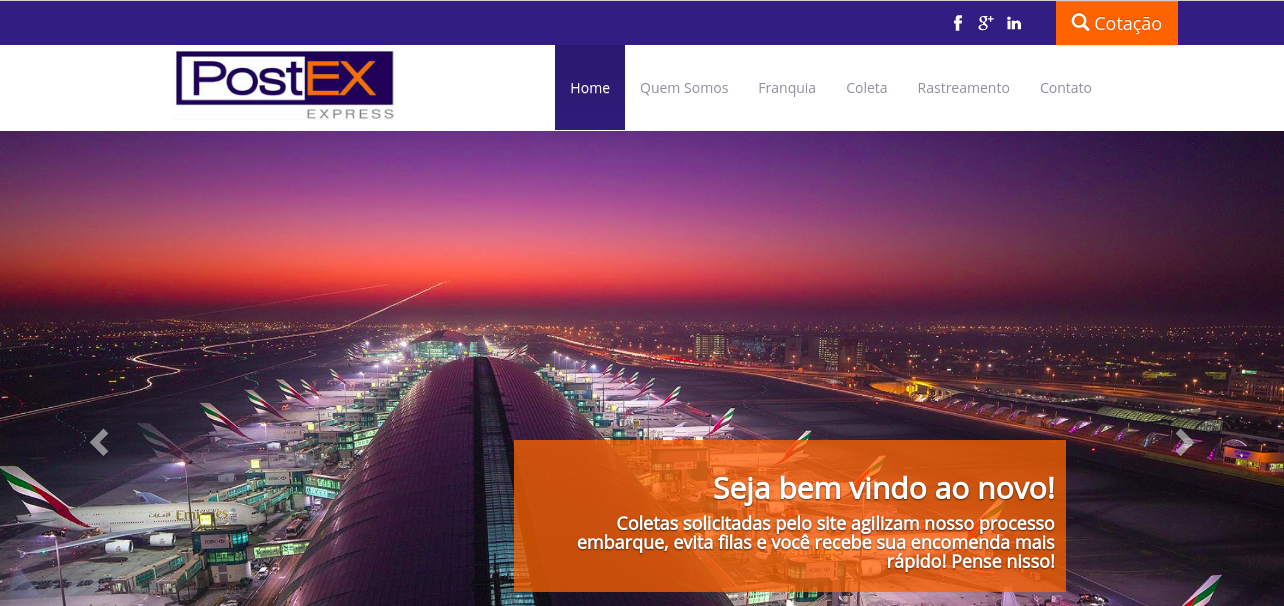 Cotação
PostEX
EXPRESS
Home Quem Somos Franquia Coleta Rastreamento Contato
Emirates
Seja bem vindo ao novo!
Coletas solicitadas pelo site agilizam nosso processo
embarque, evita filas e você recebe sua encomenda mais
rápido! Pense nisso!